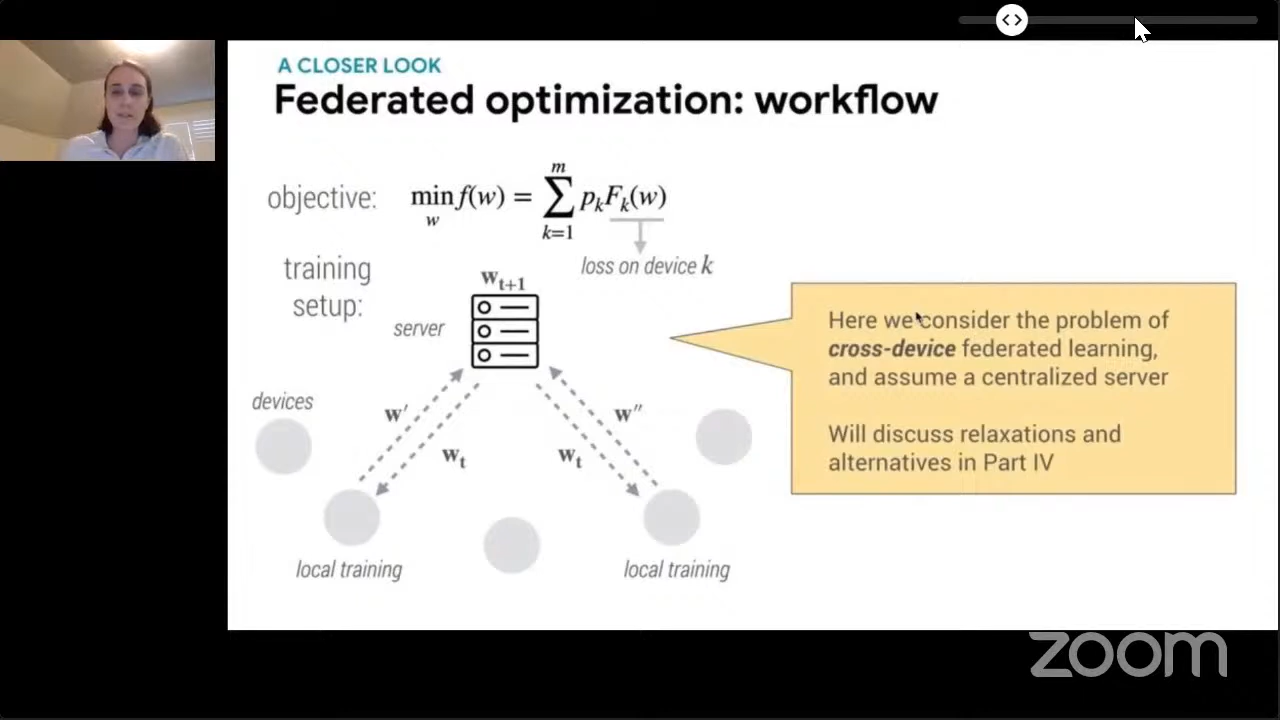 A CLOSER LOOK
Federated optimization: workflow
objective: min_w f(w) = ∑_{k=1}^{m} p_k F_k(w)
loss on device k
training
setup:
w_{t+1}
server
Here we consider the problem of
cross-device federated learning,
and assume a centralized server
Will discuss relaxations and
alternatives in Part IV
devices
w′
w″
w_t
w_t
local training
local training
zoom